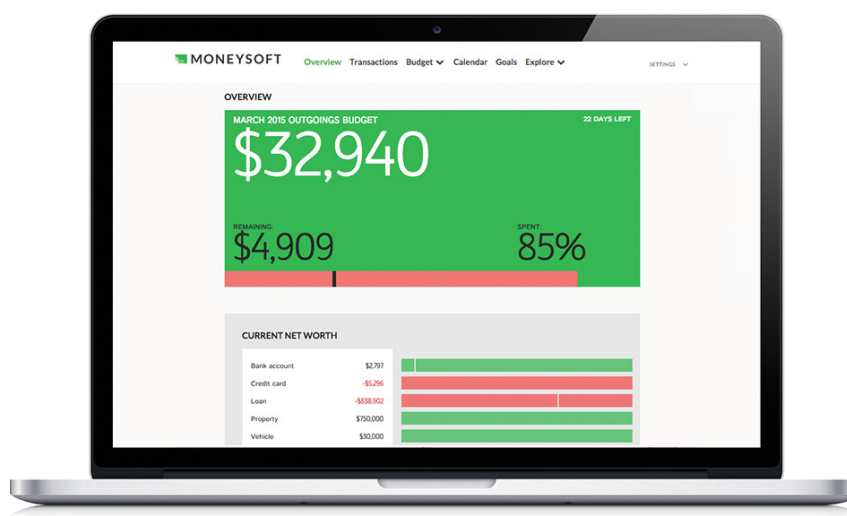 MONEYSOFT Overview Transactions Budget Calendar Goals Explore SETTINGS
OVERVIEW
MARCH 2015 OUTGOINGS BUDGET 22 DAYS LEFT
$32,940
REMAINING: SPENT:
$4,909 85%
CURRENT NET WORTH
Bank account $2,797
Credit card -$5,296
Loan -$838,902
Property $750,000
Vehicle $30,000